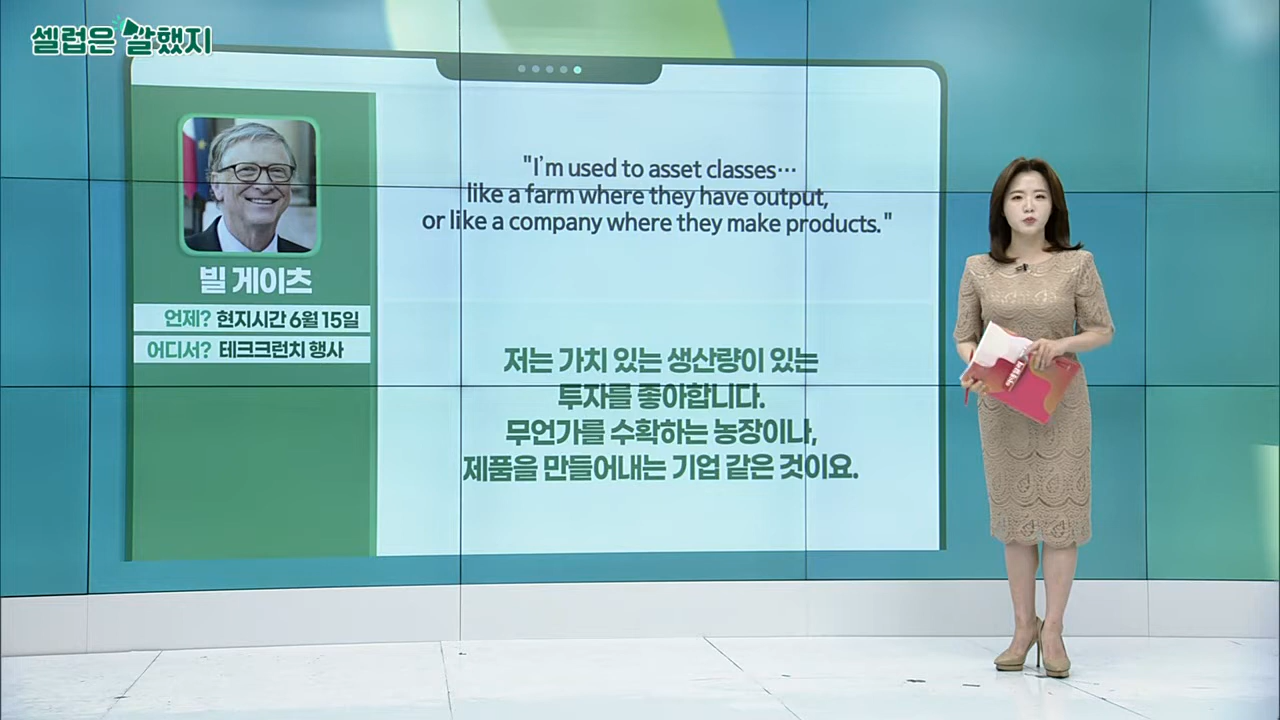 셀럽은 말했지
빌 게이츠
언제? 현지시간 6월 15일
어디서? 테크크런치 행사
"I'm used to asset classes…
like a farm where they have output,
or like a company where they make products."
저는 가치 있는 생산량이 있는
투자를 좋아합니다.
무언가를 수확하는 농장이나,
제품을 만들어내는 기업 같은 것이요.